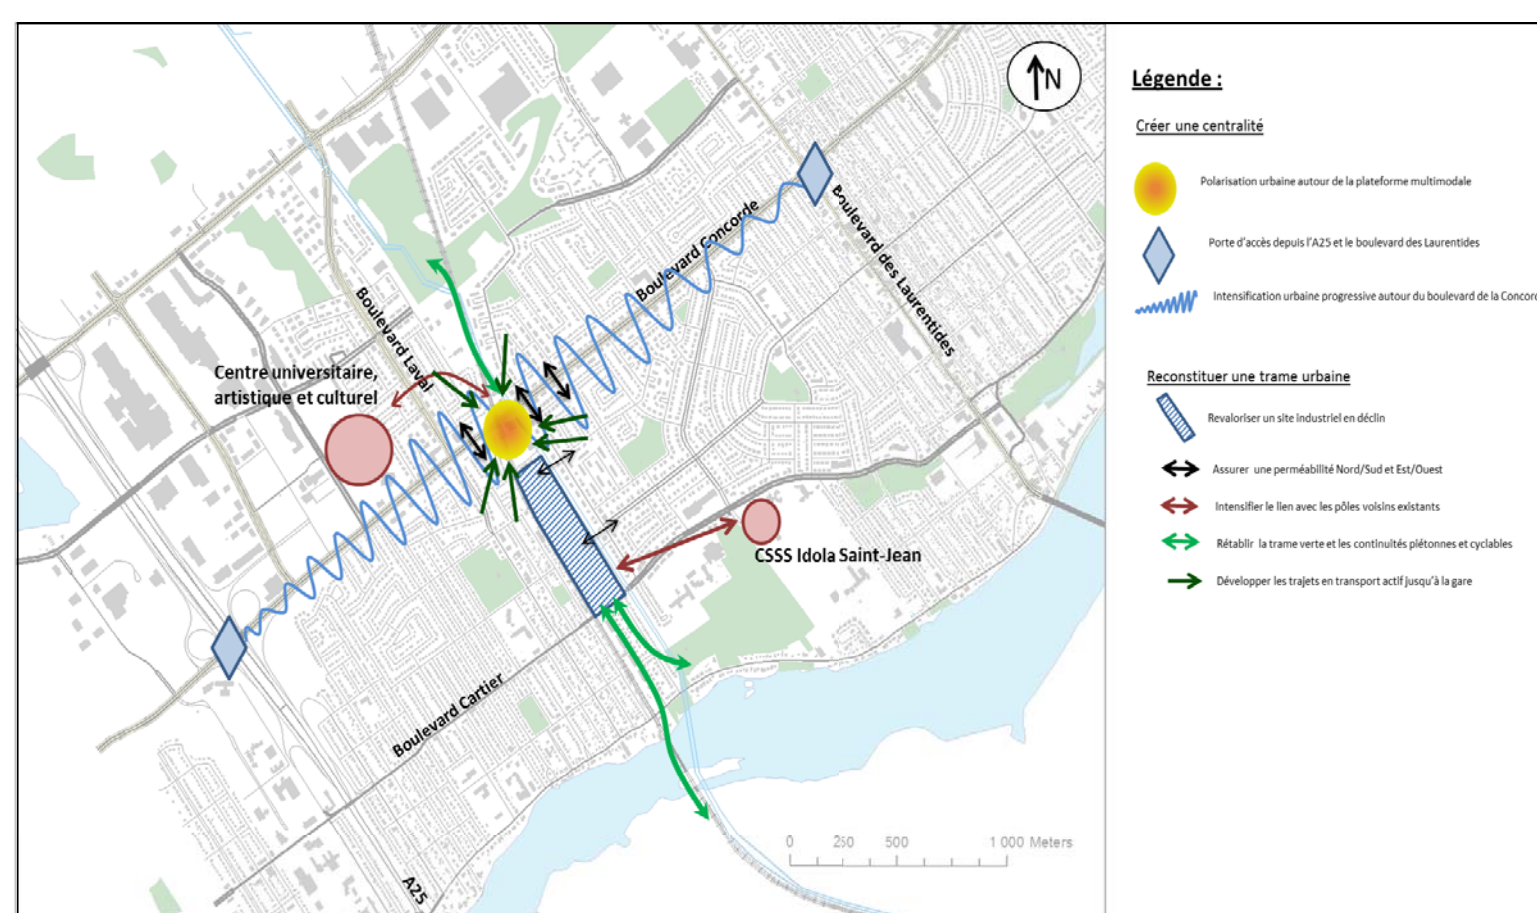 N
Boulevard Concorde
Boulevard des Laurentides
Boulevard Laval
Centre universitaire,
artistique et culturel
CSSS Idola Saint-Jean
Boulevard Cartier
A25
0 250 500 1 000 Meters
Légende :
Créer une centralité
Polarisation urbaine autour de la plateforme multimodale
Porte d'accès depuis l'A25 et le boulevard des Laurentides
Intensification urbaine progressive autour du boulevard de la Concor
Reconstituer une trame urbaine
Revaloriser un site industriel en déclin
Assurer une perméabilité Nord/Sud et Est/Ouest
Intensifier le lien avec les pôles voisins existants
Rétablir la trame verte et les continuités piétonnes et cyclables
Développer les trajets en transport actif jusqu'à la gare